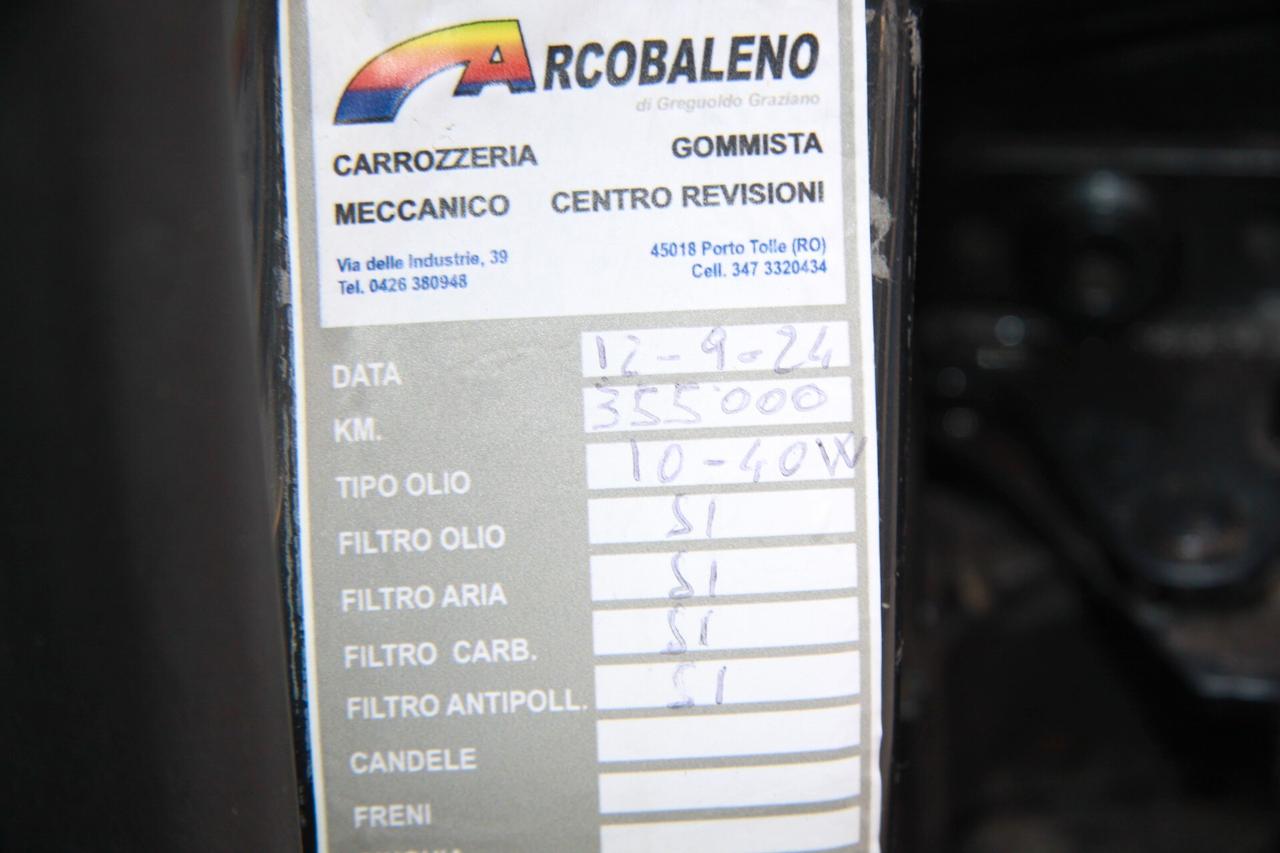 ARCOBALENO
di Greguoldo Graziano
CARROZZERIA GOMMISTA
MECCANICO CENTRO REVISIONI
Via delle Industrie, 39 45018 Porto Tolle (RO)
Tel. 0426 380948 Cell. 347 3320434
DATA 12-9-24
KM. 355000
TIPO OLIO 10-40W
FILTRO OLIO SI
FILTRO ARIA SI
FILTRO CARB. SI
FILTRO ANTIPOLL. SI
CANDELE
FRENI